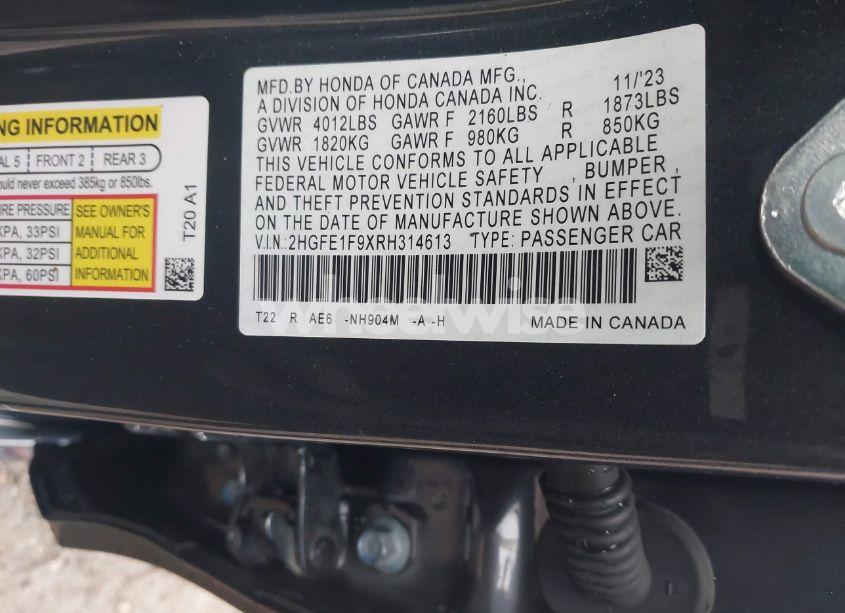 NG INFORMATION
AL 5 FRONT 2 REAR 3
ould never exceed 385kg or 850lbs.
IRE PRESSURE SEE OWNER'S
KPA, 33PSI MANUAL FOR
KPA, 32PSI ADDITIONAL
KPA, 60PSI INFORMATION
T20 A1
MFD.BY HONDA OF CANADA MFG., 11/'23
A DIVISION OF HONDA CANADA INC.
GVWR 4012LBS GAWR F 2160LBS R 1873LBS
GVWR 1820KG GAWR F 980KG R 850KG
THIS VEHICLE CONFORMS TO ALL APPLICABLE
FEDERAL MOTOR VEHICLE SAFETY , BUMPER ,
AND THEFT PREVENTION STANDARDS IN EFFECT
ON THE DATE OF MANUFACTURE SHOWN ABOVE.
V.I.N.:2HGFE1F9XRH314613 TYPE: PASSENGER CAR
T22 R AE6 -NH904M -A -H MADE IN CANADA
wheelwise